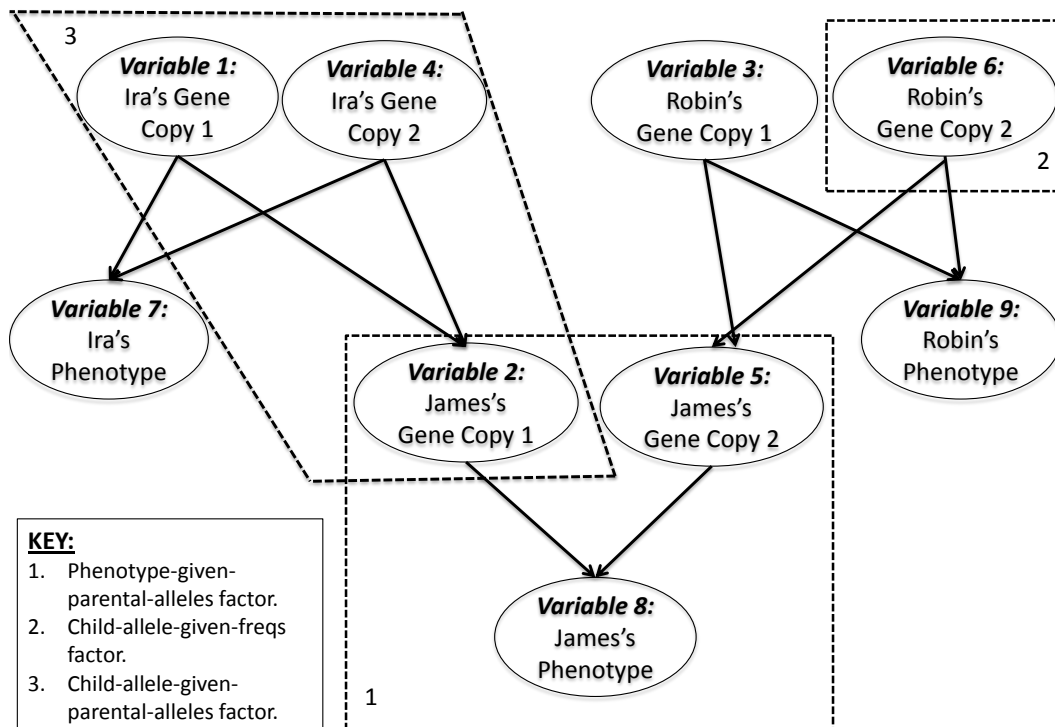 3
Variable 1:
Ira's Gene
Copy 1
Variable 4:
Ira's Gene
Copy 2
Variable 3:
Robin's
Gene Copy 1
Variable 6:
Robin's
Gene Copy 2
2
Variable 7:
Ira's
Phenotype
Variable 9:
Robin's
Phenotype
Variable 2:
James's
Gene Copy 1
Variable 5:
James's
Gene Copy 2
KEY:
1. Phenotype-given-
parental-alleles factor.
2. Child-allele-given-freqs
factor.
3. Child-allele-given-
parental-alleles factor.
Variable 8:
James's
Phenotype
1